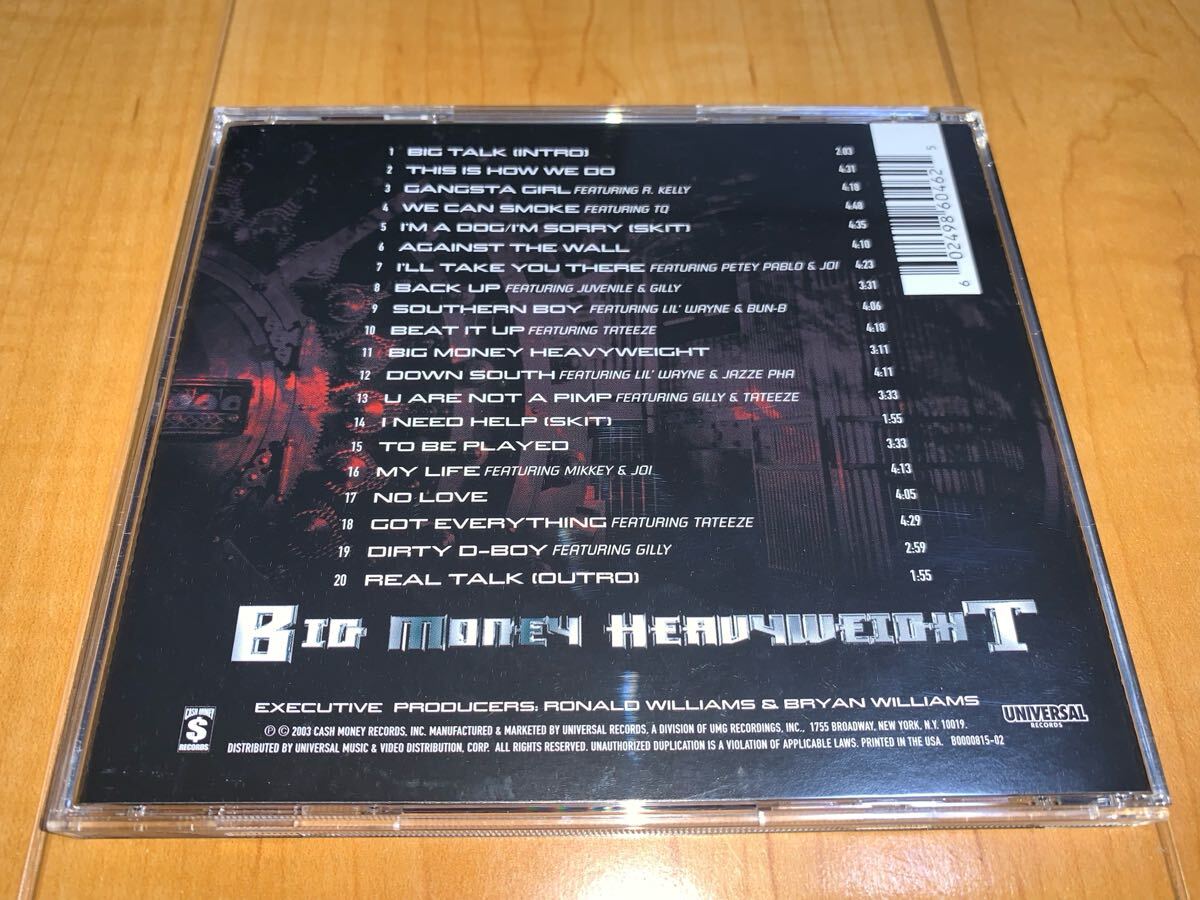 1 BIG TALK (INTRO) 2:03
2 THIS IS HOW WE DO 4:31
3 GANGSTA GIRL FEATURING R. KELLY 4:18
4 WE CAN SMOKE FEATURING TQ 4:48
5 I'M A DOG/I'M SORRY (SKIT) 4:35
6 AGAINST THE WALL 4:10
7 I'LL TAKE YOU THERE FEATURING PETEY PABLO & JOI 4:23
8 BACK UP FEATURING JUVENILE & GILLY 3:31
9 SOUTHERN BOY FEATURING LIL' WAYNE & BUN-B 4:06
10 BEAT IT UP FEATURING TATEEZE 4:18
11 BIG MONEY HEAVYWEIGHT 3:11
12 DOWN SOUTH FEATURING LIL' WAYNE & JAZZE PHA 4:11
13 U ARE NOT A PIMP FEATURING GILLY & TATEEZE 3:33
14 I NEED HELP (SKIT) 1:55
15 TO BE PLAYED 3:33
16 MY LIFE FEATURING MIKKEY & JOI 4:13
17 NO LOVE 4:05
18 GOT EVERYTHING FEATURING TATEEZE 4:29
19 DIRTY D-BOY FEATURING GILLY 2:59
20 REAL TALK (OUTRO) 1:55
6 02498 60462 5
BIG MONEY HEAVYWEIGHT
EXECUTIVE PRODUCERS: RONALD WILLIAMS & BRYAN WILLIAMS
CASH MONEY
$
RECORDS
℗ © 2003 CASH MONEY RECORDS, INC. MANUFACTURED & MARKETED BY UNIVERSAL RECORDS, A DIVISION OF UMG RECORDINGS, INC., 1755 BROADWAY, NEW YORK, N.Y. 10019.
DISTRIBUTED BY UNIVERSAL MUSIC & VIDEO DISTRIBUTION, CORP. ALL RIGHTS RESERVED. UNAUTHORIZED DUPLICATION IS A VIOLATION OF APPLICABLE LAWS. PRINTED IN THE USA. B0000815-02
UNIVERSAL
RECORDS